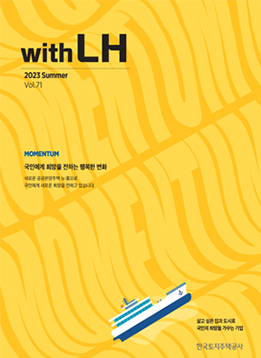 with LH
2023 Summer
Vol.71
MOMENTUM
국민에게 희망을 전하는 행복한 변화
새로운 공공분양주택 뉴:홈으로
국민에게 새로운 희망을 전하고 있습니다.
살고 싶은 집과 도시로
국민의 희망을 가꾸는 기업
한국토지주택공사